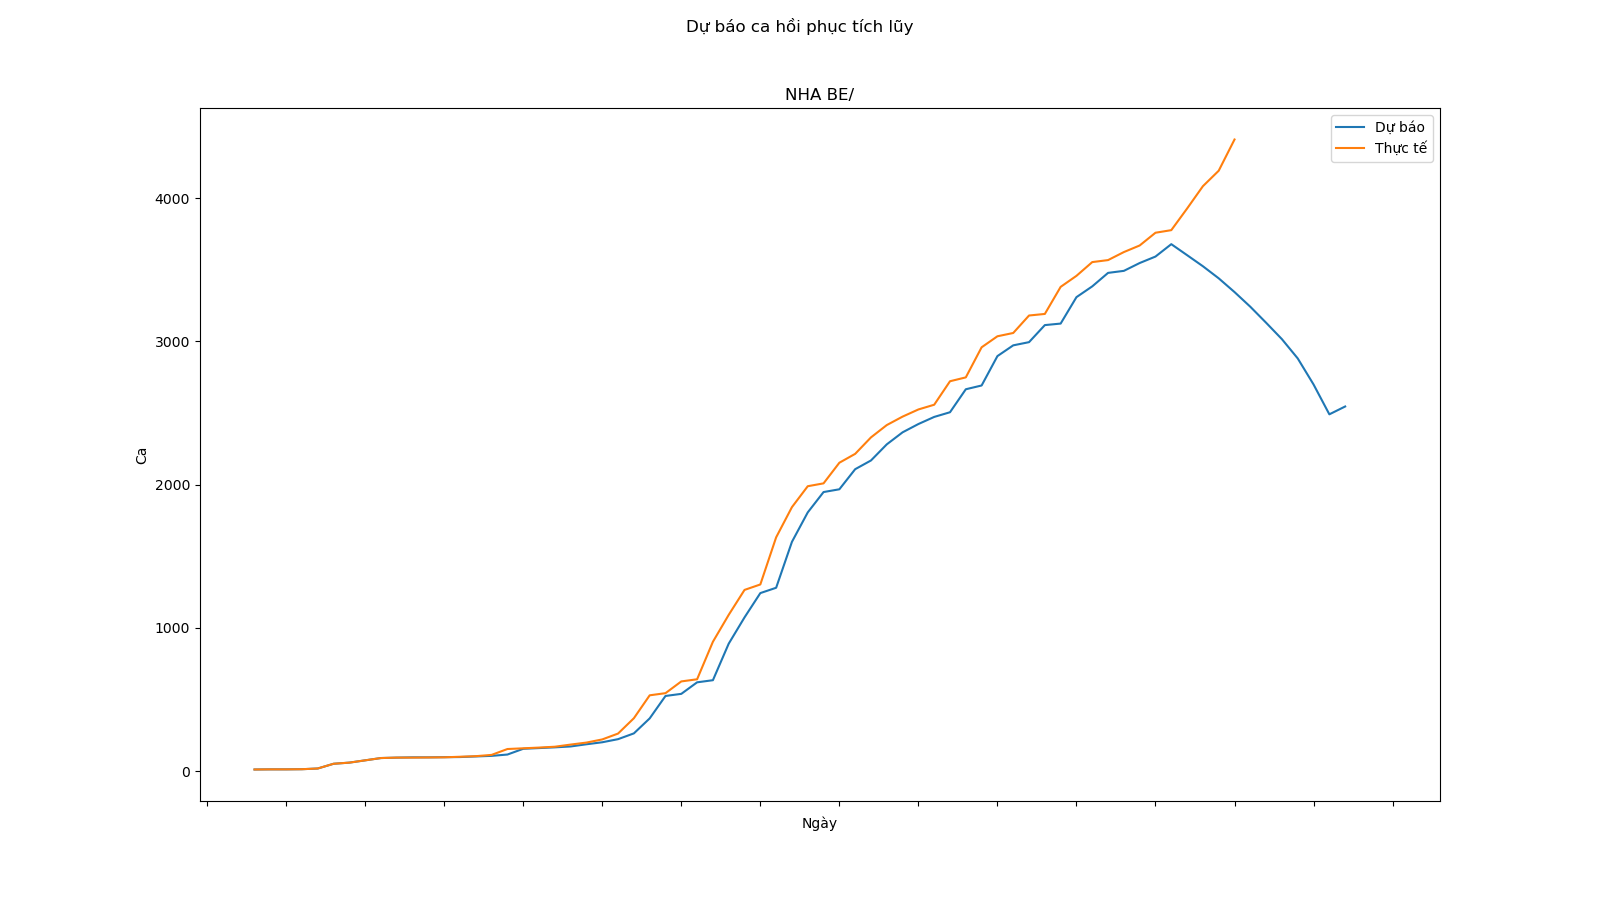 Dự báo ca hồi phục tích lũy
NHA BE/
Dự báo
Thực tế
4000
3000
2000
1000
0
Ca
Ngày